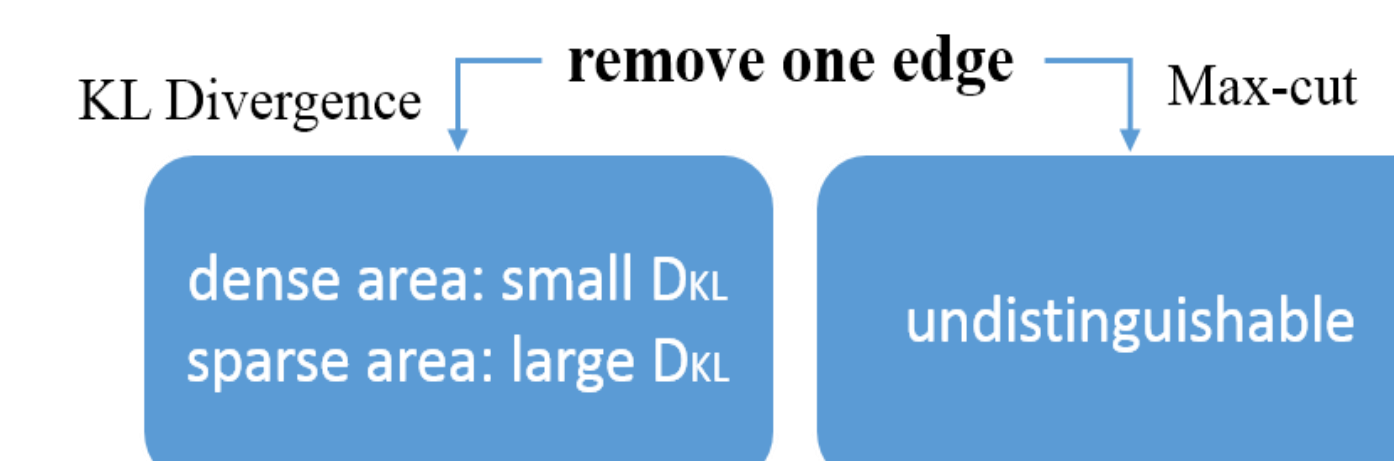 remove one edge
KL Divergence
Max-cut
dense area: small DKL
sparse area: large DKL
undistinguishable